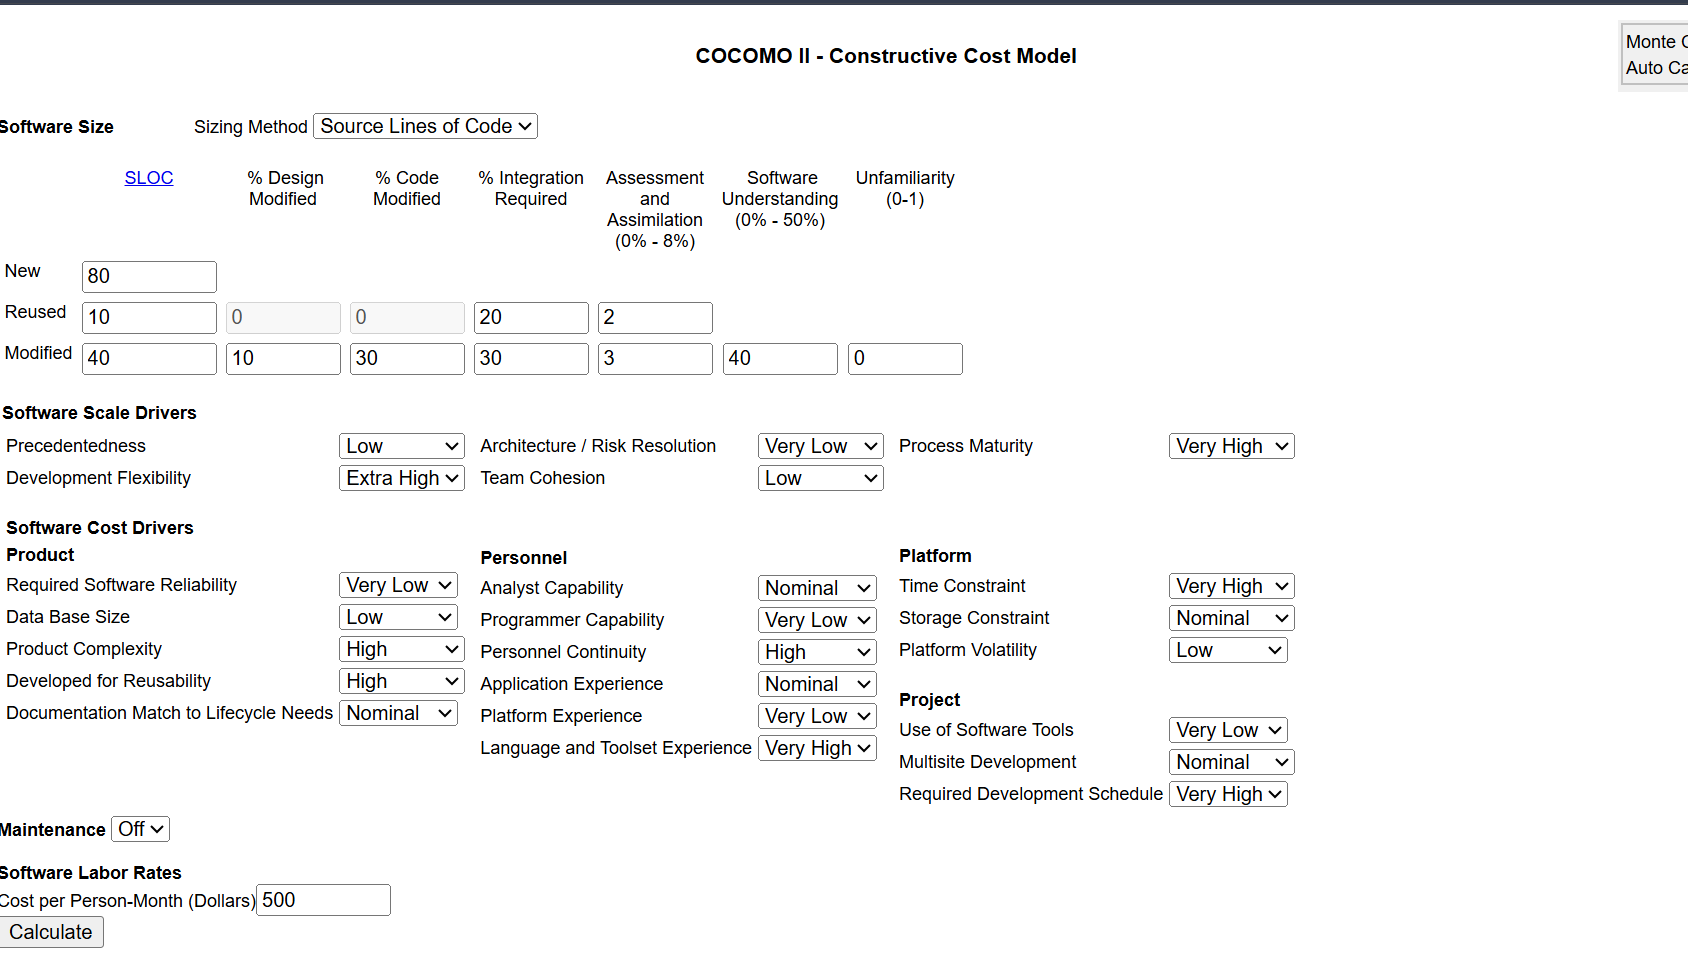 COCOMO II - Constructive Cost Model
Monte
Auto
Software Size Sizing Method Source Lines of Code
SLOC % Design Modified % Code Modified % Integration Required Assessment and Assimilation (0% - 8%) Software Understanding (0% - 50%) Unfamiliarity (0-1)
New 80
Reused 10 0 0 20 2
Modified 40 10 30 30 3 40 0
Software Scale Drivers
Precedentedness Low Architecture / Risk Resolution Very Low Process Maturity Very High
Development Flexibility Extra High Team Cohesion Low
Software Cost Drivers
Product
Required Software Reliability Very Low
Data Base Size Low
Product Complexity High
Developed for Reusability High
Documentation Match to Lifecycle Needs Nominal
Personnel
Analyst Capability Nominal
Programmer Capability Very Low
Personnel Continuity High
Application Experience Nominal
Platform Experience Very Low
Language and Toolset Experience Very High
Platform
Time Constraint Very High
Storage Constraint Nominal
Platform Volatility Low
Project
Use of Software Tools Very Low
Multisite Development Nominal
Required Development Schedule Very High
Maintenance Off
Software Labor Rates
Cost per Person-Month (Dollars) 500
Calculate